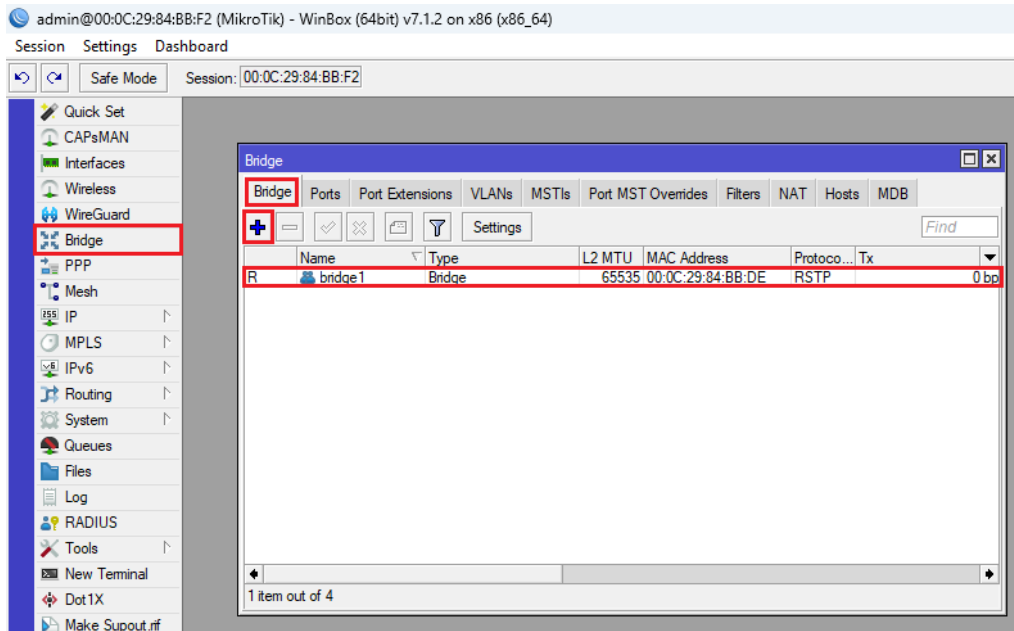 admin@00:0C:29:84:BB:F2 (MikroTik) - WinBox (64bit) v7.1.2 on x86 (x86_64)
Session Settings Dashboard
Safe Mode Session: 00:0C:29:84:BB:F2
Quick Set
CAPsMAN
Interfaces
Wireless
WireGuard
Bridge
PPP
Mesh
IP
MPLS
IPv6
Routing
System
Queues
Files
Log
RADIUS
Tools
New Terminal
Dot1X
Make Supout.rif
Bridge
Bridge Ports Port Extensions VLANs MSTIs Port MST Overrides Filters NAT Hosts MDB
Settings Find
Name Type L2 MTU MAC Address Protoco... Tx
R bridge1 Bridge 65535 00:0C:29:84:BB:DE RSTP 0 bp
1 item out of 4